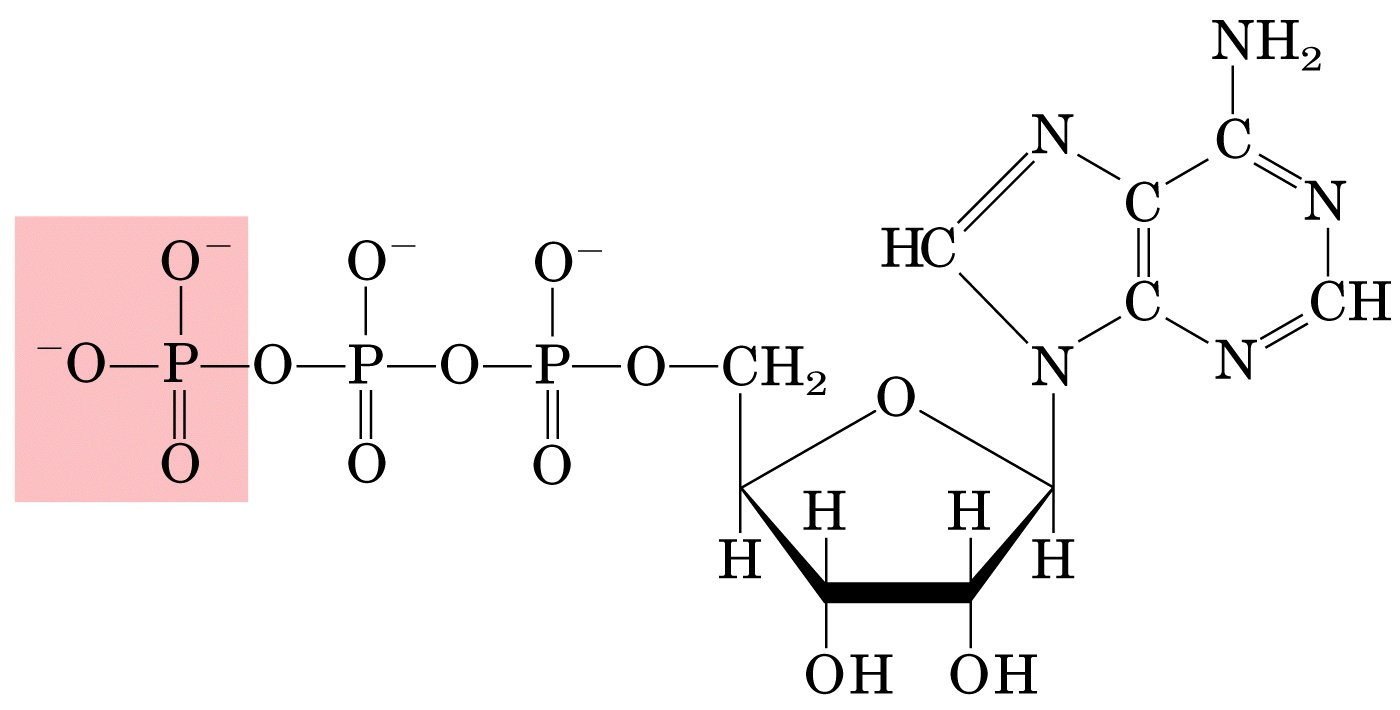 NH₂
N C
C N
HC
O⁻ O⁻ O⁻
C CH
⁻O P O P O P O CH₂ N N
O
O O O
H H
H H
OH OH